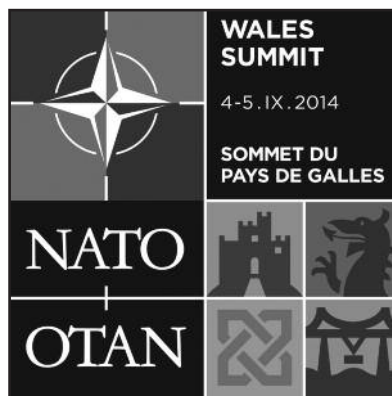 WALES
SUMMIT
4-5.IX.2014
SOMMET DU
PAYS DE GALLES
NATO
OTAN